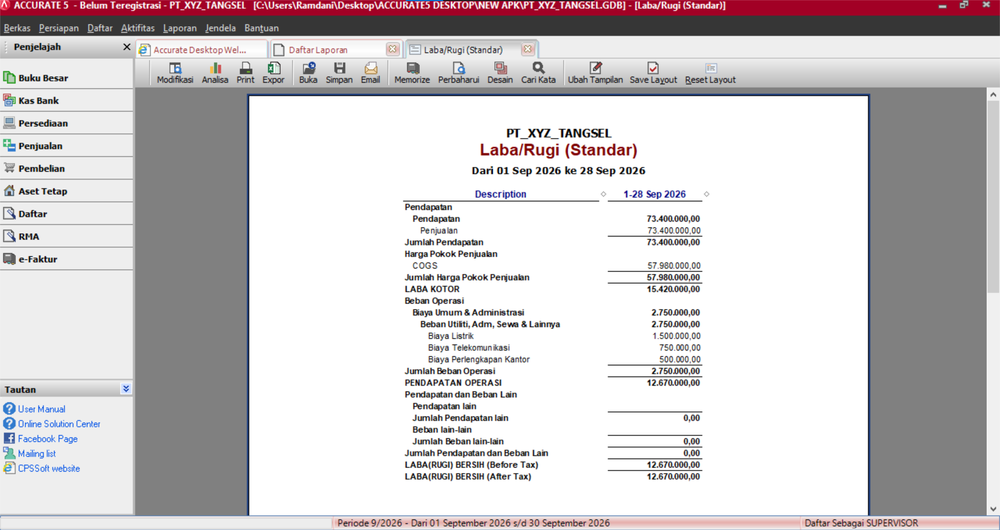 ACCURATE 5 - Belum Teregistrasi - PT_XYZ_TANGSEL [C:\Users\Ramdani\Desktop\ACCURATE5 DESKTOP\NEW APK\PT_XYZ_TANGSEL.GDB] - [Laba/Rugi (Standar)]
Berkas Persiapan Daftar Aktifitas Laporan Jendela Bantuan
Penjelajah
Accurate Desktop Wel...
Daftar Laporan
Laba/Rugi (Standar)
Modifikasi Analisa Print Expor Buka Simpan Email Memorize Perbaharui Desain Cari Kata Ubah Tampilan Save Layout Reset Layout
Buku Besar
Kas Bank
Persediaan
Penjualan
Pembelian
Aset Tetap
Daftar
RMA
e-Faktur
Tautan
User Manual
Online Solution Center
Facebook Page
Mailing list
CPSSoft website
PT_XYZ_TANGSEL
Laba/Rugi (Standar)
Dari 01 Sep 2026 ke 28 Sep 2026
Description 1-28 Sep 2026
Pendapatan
Pendapatan 73.400.000,00
Penjualan 73.400.000,00
Jumlah Pendapatan 73.400.000,00
Harga Pokok Penjualan
COGS 57.980.000,00
Jumlah Harga Pokok Penjualan 57.980.000,00
LABA KOTOR 15.420.000,00
Beban Operasi
Biaya Umum & Administrasi 2.750.000,00
Beban Utiliti, Adm, Sewa & Lainnya 2.750.000,00
Biaya Listrik 1.500.000,00
Biaya Telekomunikasi 750.000,00
Biaya Perlengkapan Kantor 500.000,00
Jumlah Beban Operasi 2.750.000,00
PENDAPATAN OPERASI 12.670.000,00
Pendapatan dan Beban Lain
Pendapatan lain
Jumlah Pendapatan lain 0,00
Beban lain-lain
Jumlah Beban lain-lain 0,00
Jumlah Pendapatan dan Beban Lain 0,00
LABA(RUGI) BERSIH (Before Tax) 12.670.000,00
LABA(RUGI) BERSIH (After Tax) 12.670.000,00
Periode 9/2026 - Dari 01 September 2026 s/d 30 September 2026
Daftar Sebagai SUPERVISOR